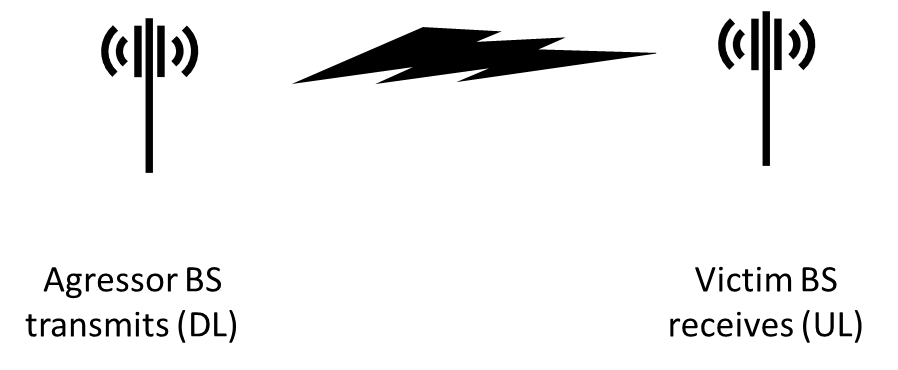 Agressor BS
transmits (DL)
Victim BS
receives (UL)